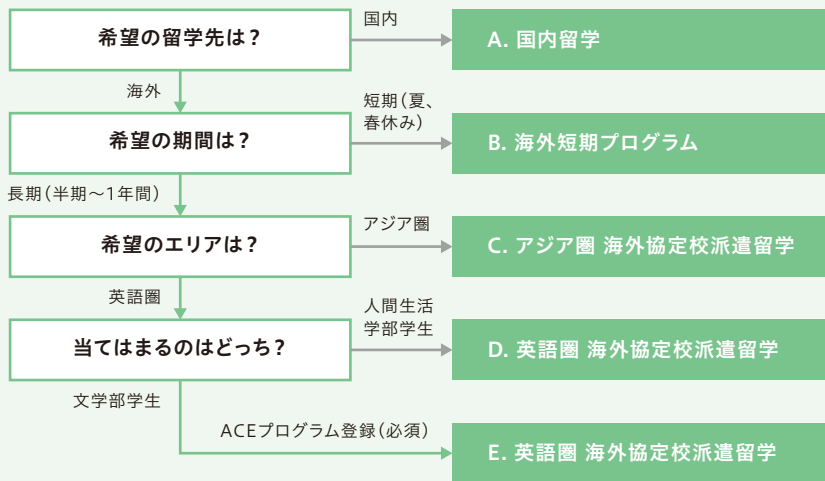 希望の留学先は？
国内
A. 国内留学
海外
希望の期間は？
短期（夏、
春休み）
B. 海外短期プログラム
長期（半期～1年間）
希望のエリアは？
アジア圏
C. アジア圏 海外協定校派遣留学
英語圏
当てはまるのはどっち？
人間生活
学部学生
D. 英語圏 海外協定校派遣留学
文学部学生
ACEプログラム登録（必須）
E. 英語圏 海外協定校派遣留学